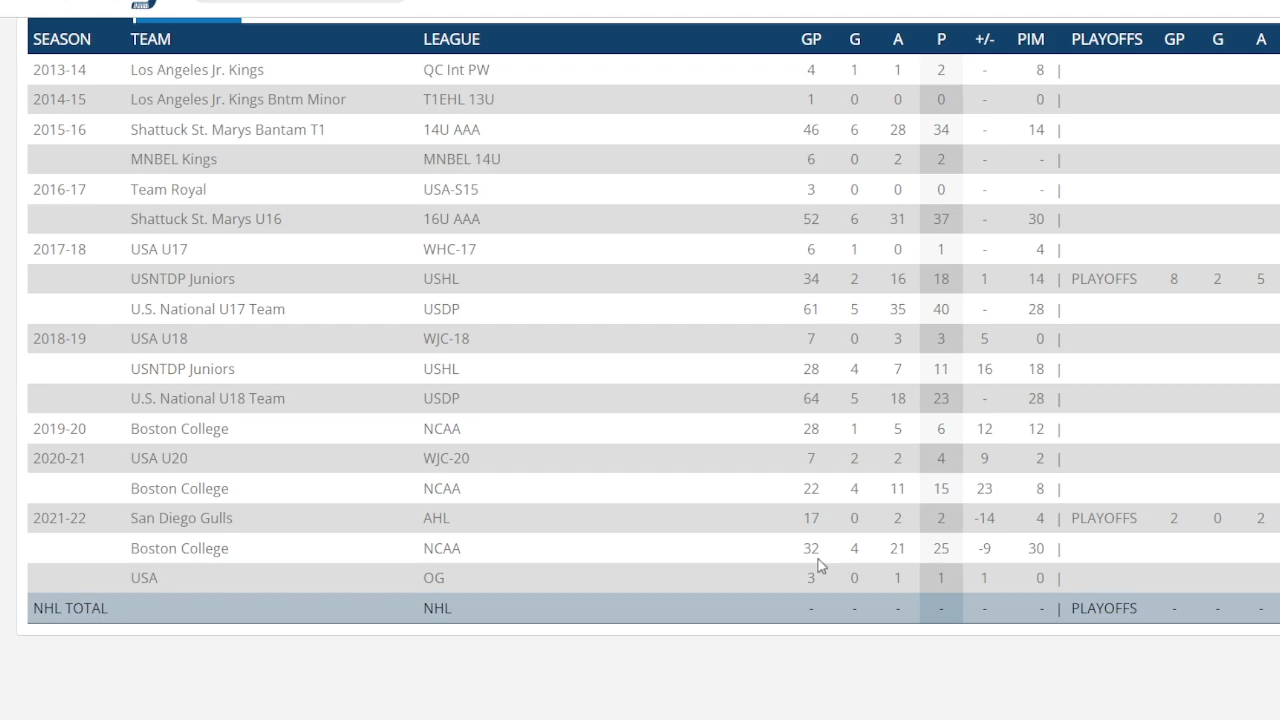 SEASON TEAM LEAGUE GP G A P +/- PIM PLAYOFFS GP G A
2013-14 Los Angeles Jr. Kings QC Int PW 4 1 1 2 - 8 |
2014-15 Los Angeles Jr. Kings Bntm Minor T1EHL 13U 1 0 0 0 - 0 |
2015-16 Shattuck St. Marys Bantam T1 14U AAA 46 6 28 34 - 14 |
MNBEL Kings MNBEL 14U 6 0 2 2 - - |
2016-17 Team Royal USA-S15 3 0 0 0 - - |
Shattuck St. Marys U16 16U AAA 52 6 31 37 - 30 |
2017-18 USA U17 WHC-17 6 1 0 1 - 4 |
USNTDP Juniors USHL 34 2 16 18 1 14 | PLAYOFFS 8 2 5
U.S. National U17 Team USDP 61 5 35 40 - 28 |
2018-19 USA U18 WJC-18 7 0 3 3 5 0 |
USNTDP Juniors USHL 28 4 7 11 16 18 |
U.S. National U18 Team USDP 64 5 18 23 - 28 |
2019-20 Boston College NCAA 28 1 5 6 12 12 |
2020-21 USA U20 WJC-20 7 2 2 4 9 2 |
Boston College NCAA 22 4 11 15 23 8 |
2021-22 San Diego Gulls AHL 17 0 2 2 -14 4 | PLAYOFFS 2 0 2
Boston College NCAA 32 4 21 25 -9 30 |
USA OG 3 0 1 1 1 0 |
NHL TOTAL NHL - - - - - - | PLAYOFFS - - -